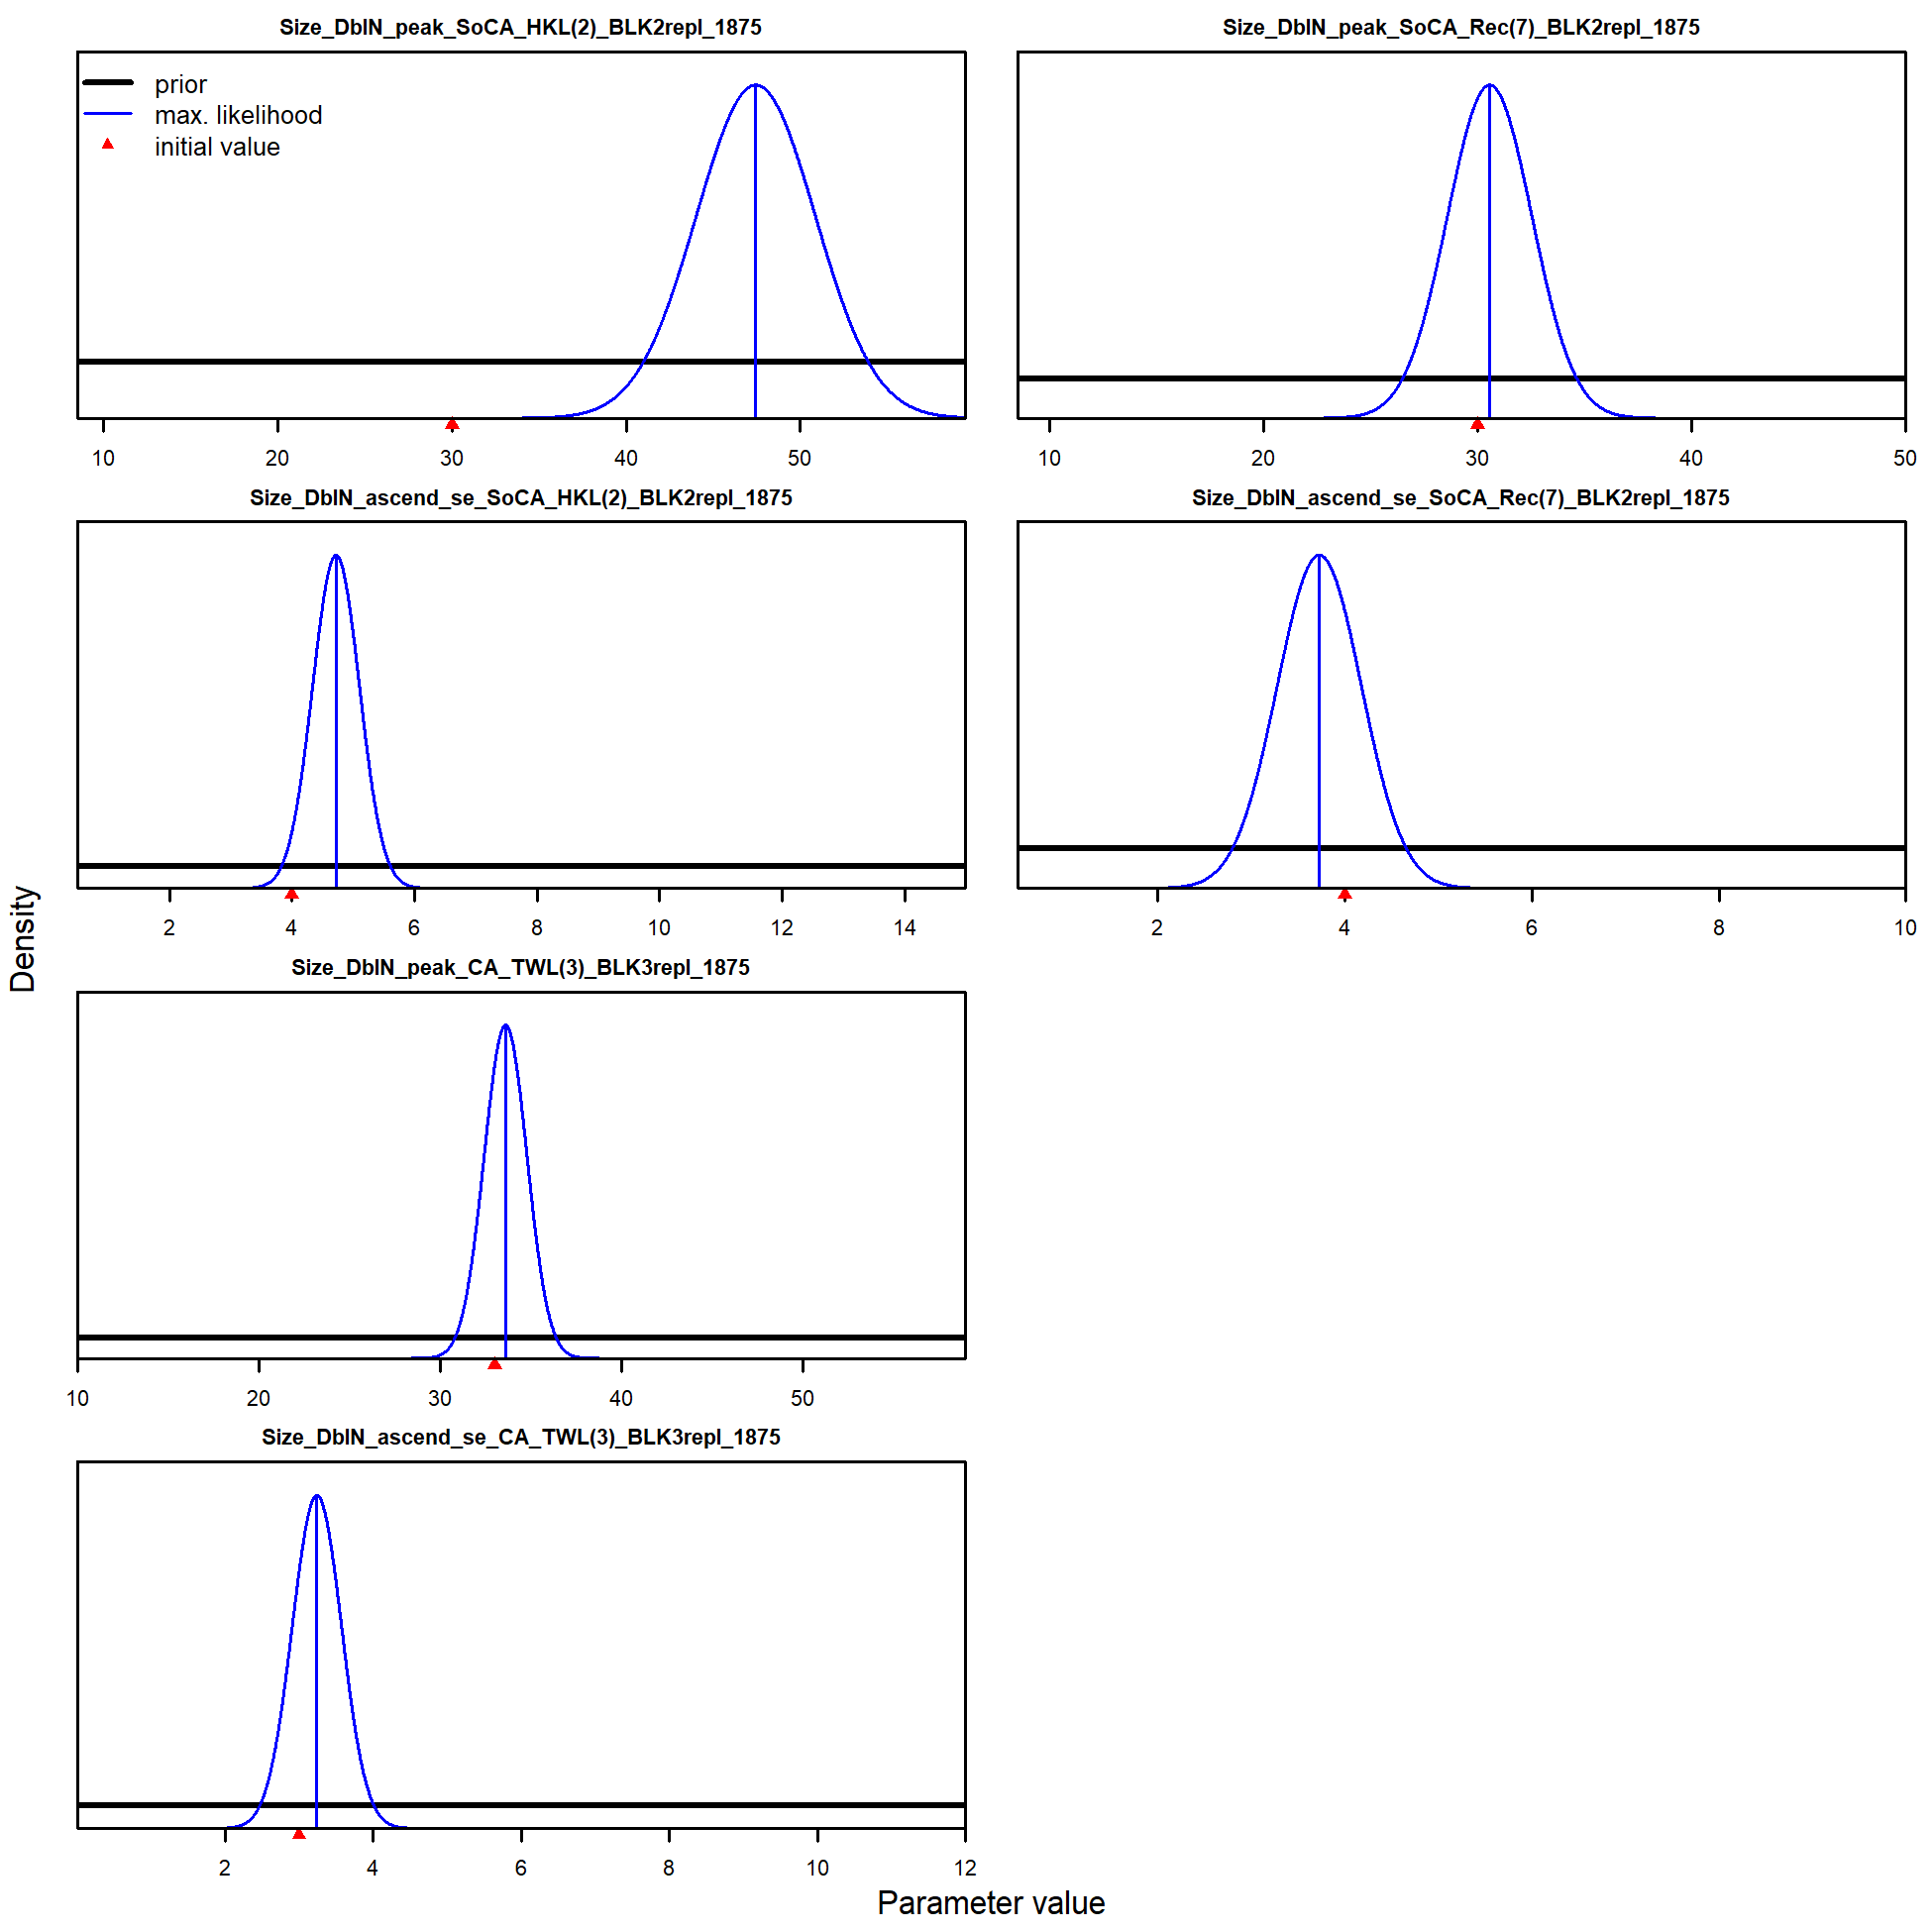 Size_DblN_peak_SoCA_HKL(2)_BLK2repl_1875
prior
max. likelihood
initial value
10 20 30 40 50
Size_DblN_peak_SoCA_Rec(7)_BLK2repl_1875
10 20 30 40 50
Size_DblN_ascend_se_SoCA_HKL(2)_BLK2repl_1875
2 4 6 8 10 12 14
Size_DblN_ascend_se_SoCA_Rec(7)_BLK2repl_1875
2 4 6 8 10
Size_DblN_peak_CA_TWL(3)_BLK3repl_1875
10 20 30 40 50
Size_DblN_ascend_se_CA_TWL(3)_BLK3repl_1875
2 4 6 8 10 12
Density
Parameter value